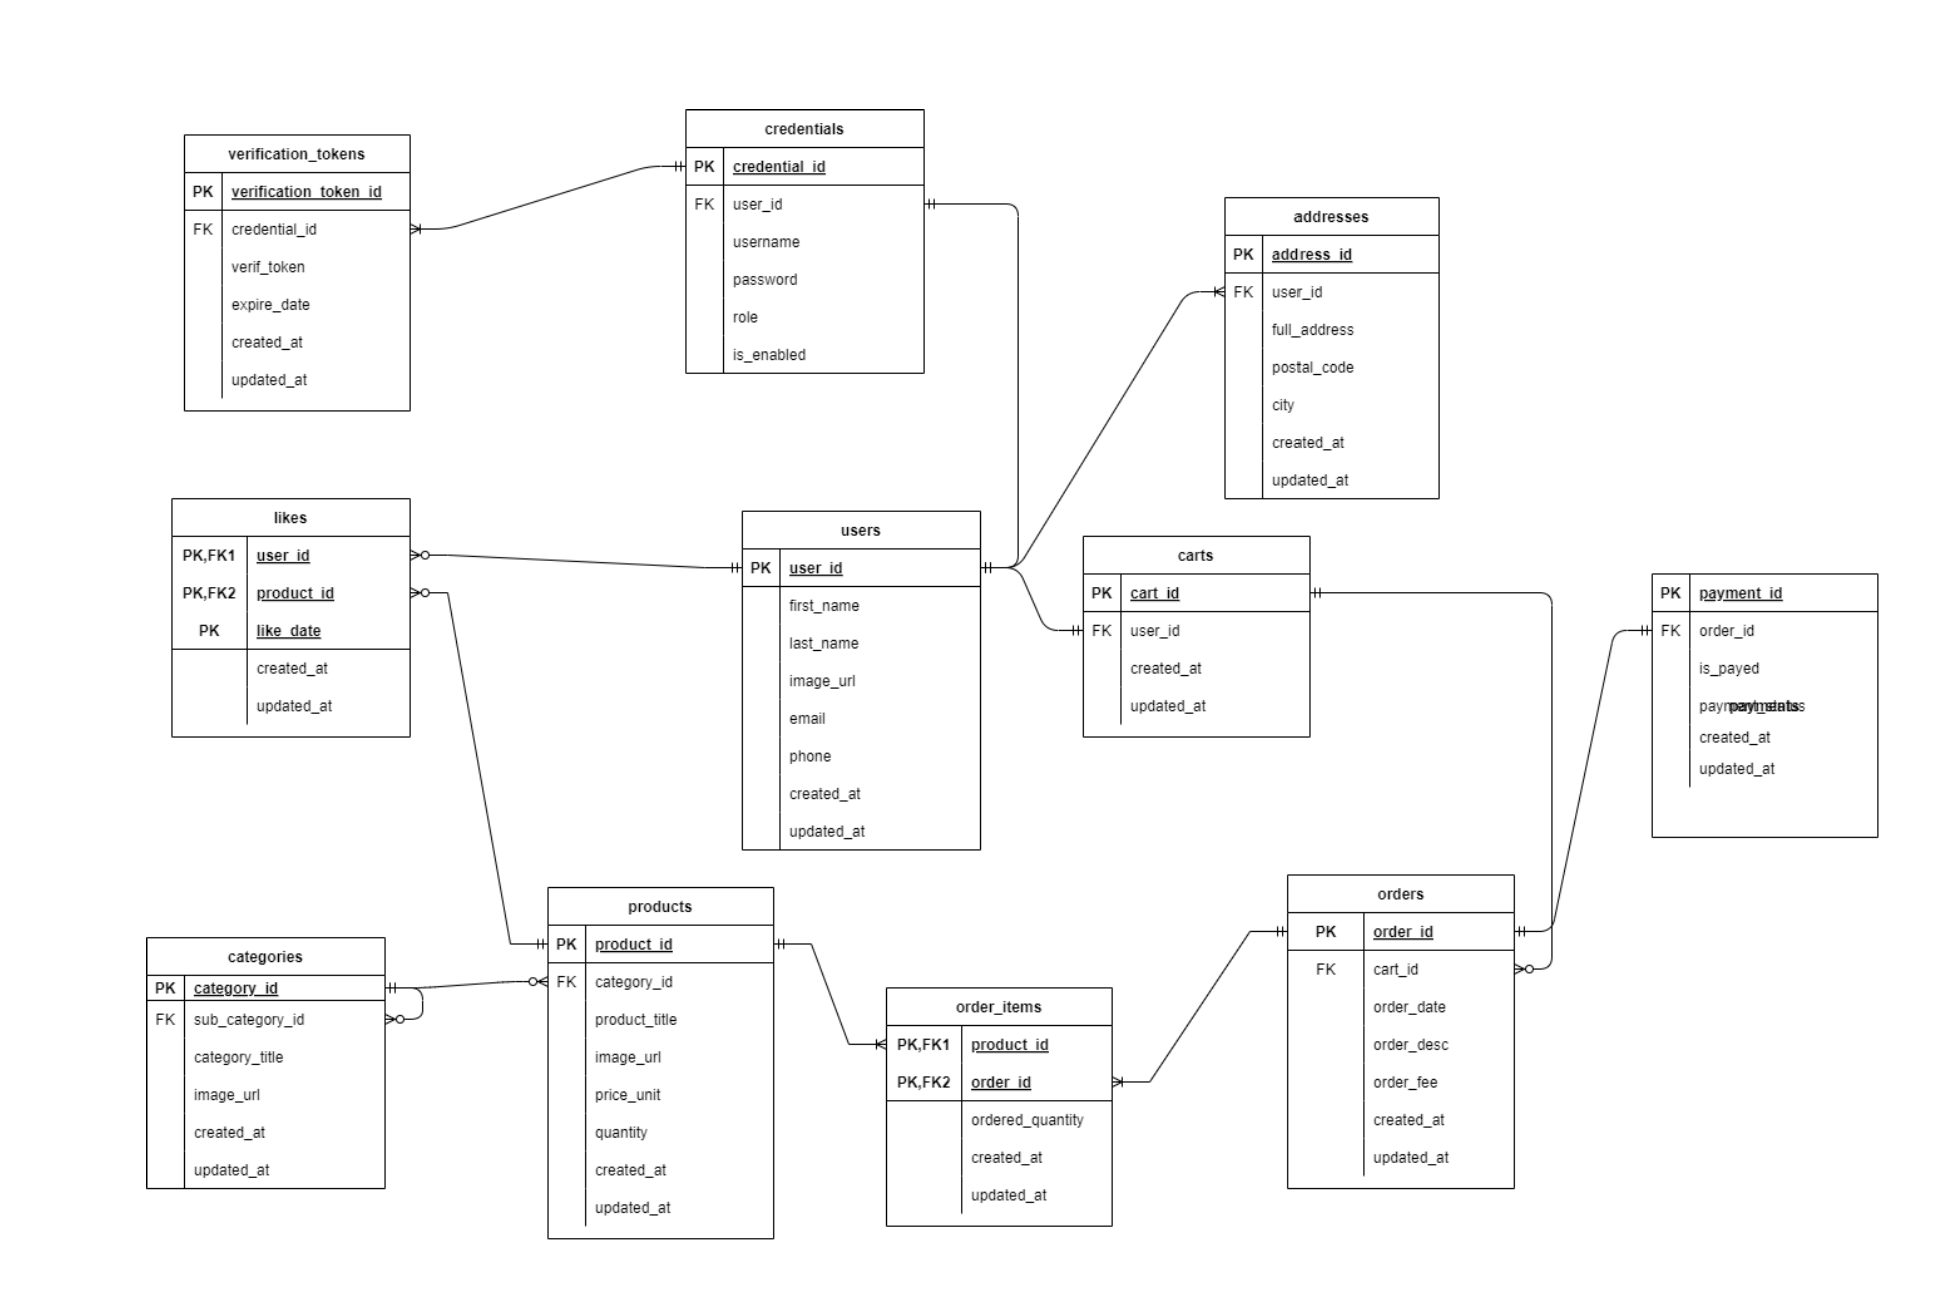 verification_tokens
PK verification_token_id
FK credential_id
verif_token
expire_date
created_at
updated_at
credentials
PK credential_id
FK user_id
username
password
role
is_enabled
addresses
PK address_id
FK user_id
full_address
postal_code
city
created_at
updated_at
likes
PK,FK1 user_id
PK,FK2 product_id
PK like_date
created_at
updated_at
users
PK user_id
first_name
last_name
image_url
email
phone
created_at
updated_at
carts
PK cart_id
FK user_id
created_at
updated_at
PK payment_id
FK order_id
is_payed
payment_status
payments
created_at
updated_at
categories
PK category_id
FK sub_category_id
category_title
image_url
created_at
updated_at
products
PK product_id
FK category_id
product_title
image_url
price_unit
quantity
created_at
updated_at
order_items
PK,FK1 product_id
PK,FK2 order_id
ordered_quantity
created_at
updated_at
orders
PK order_id
FK cart_id
order_date
order_desc
order_fee
created_at
updated_at